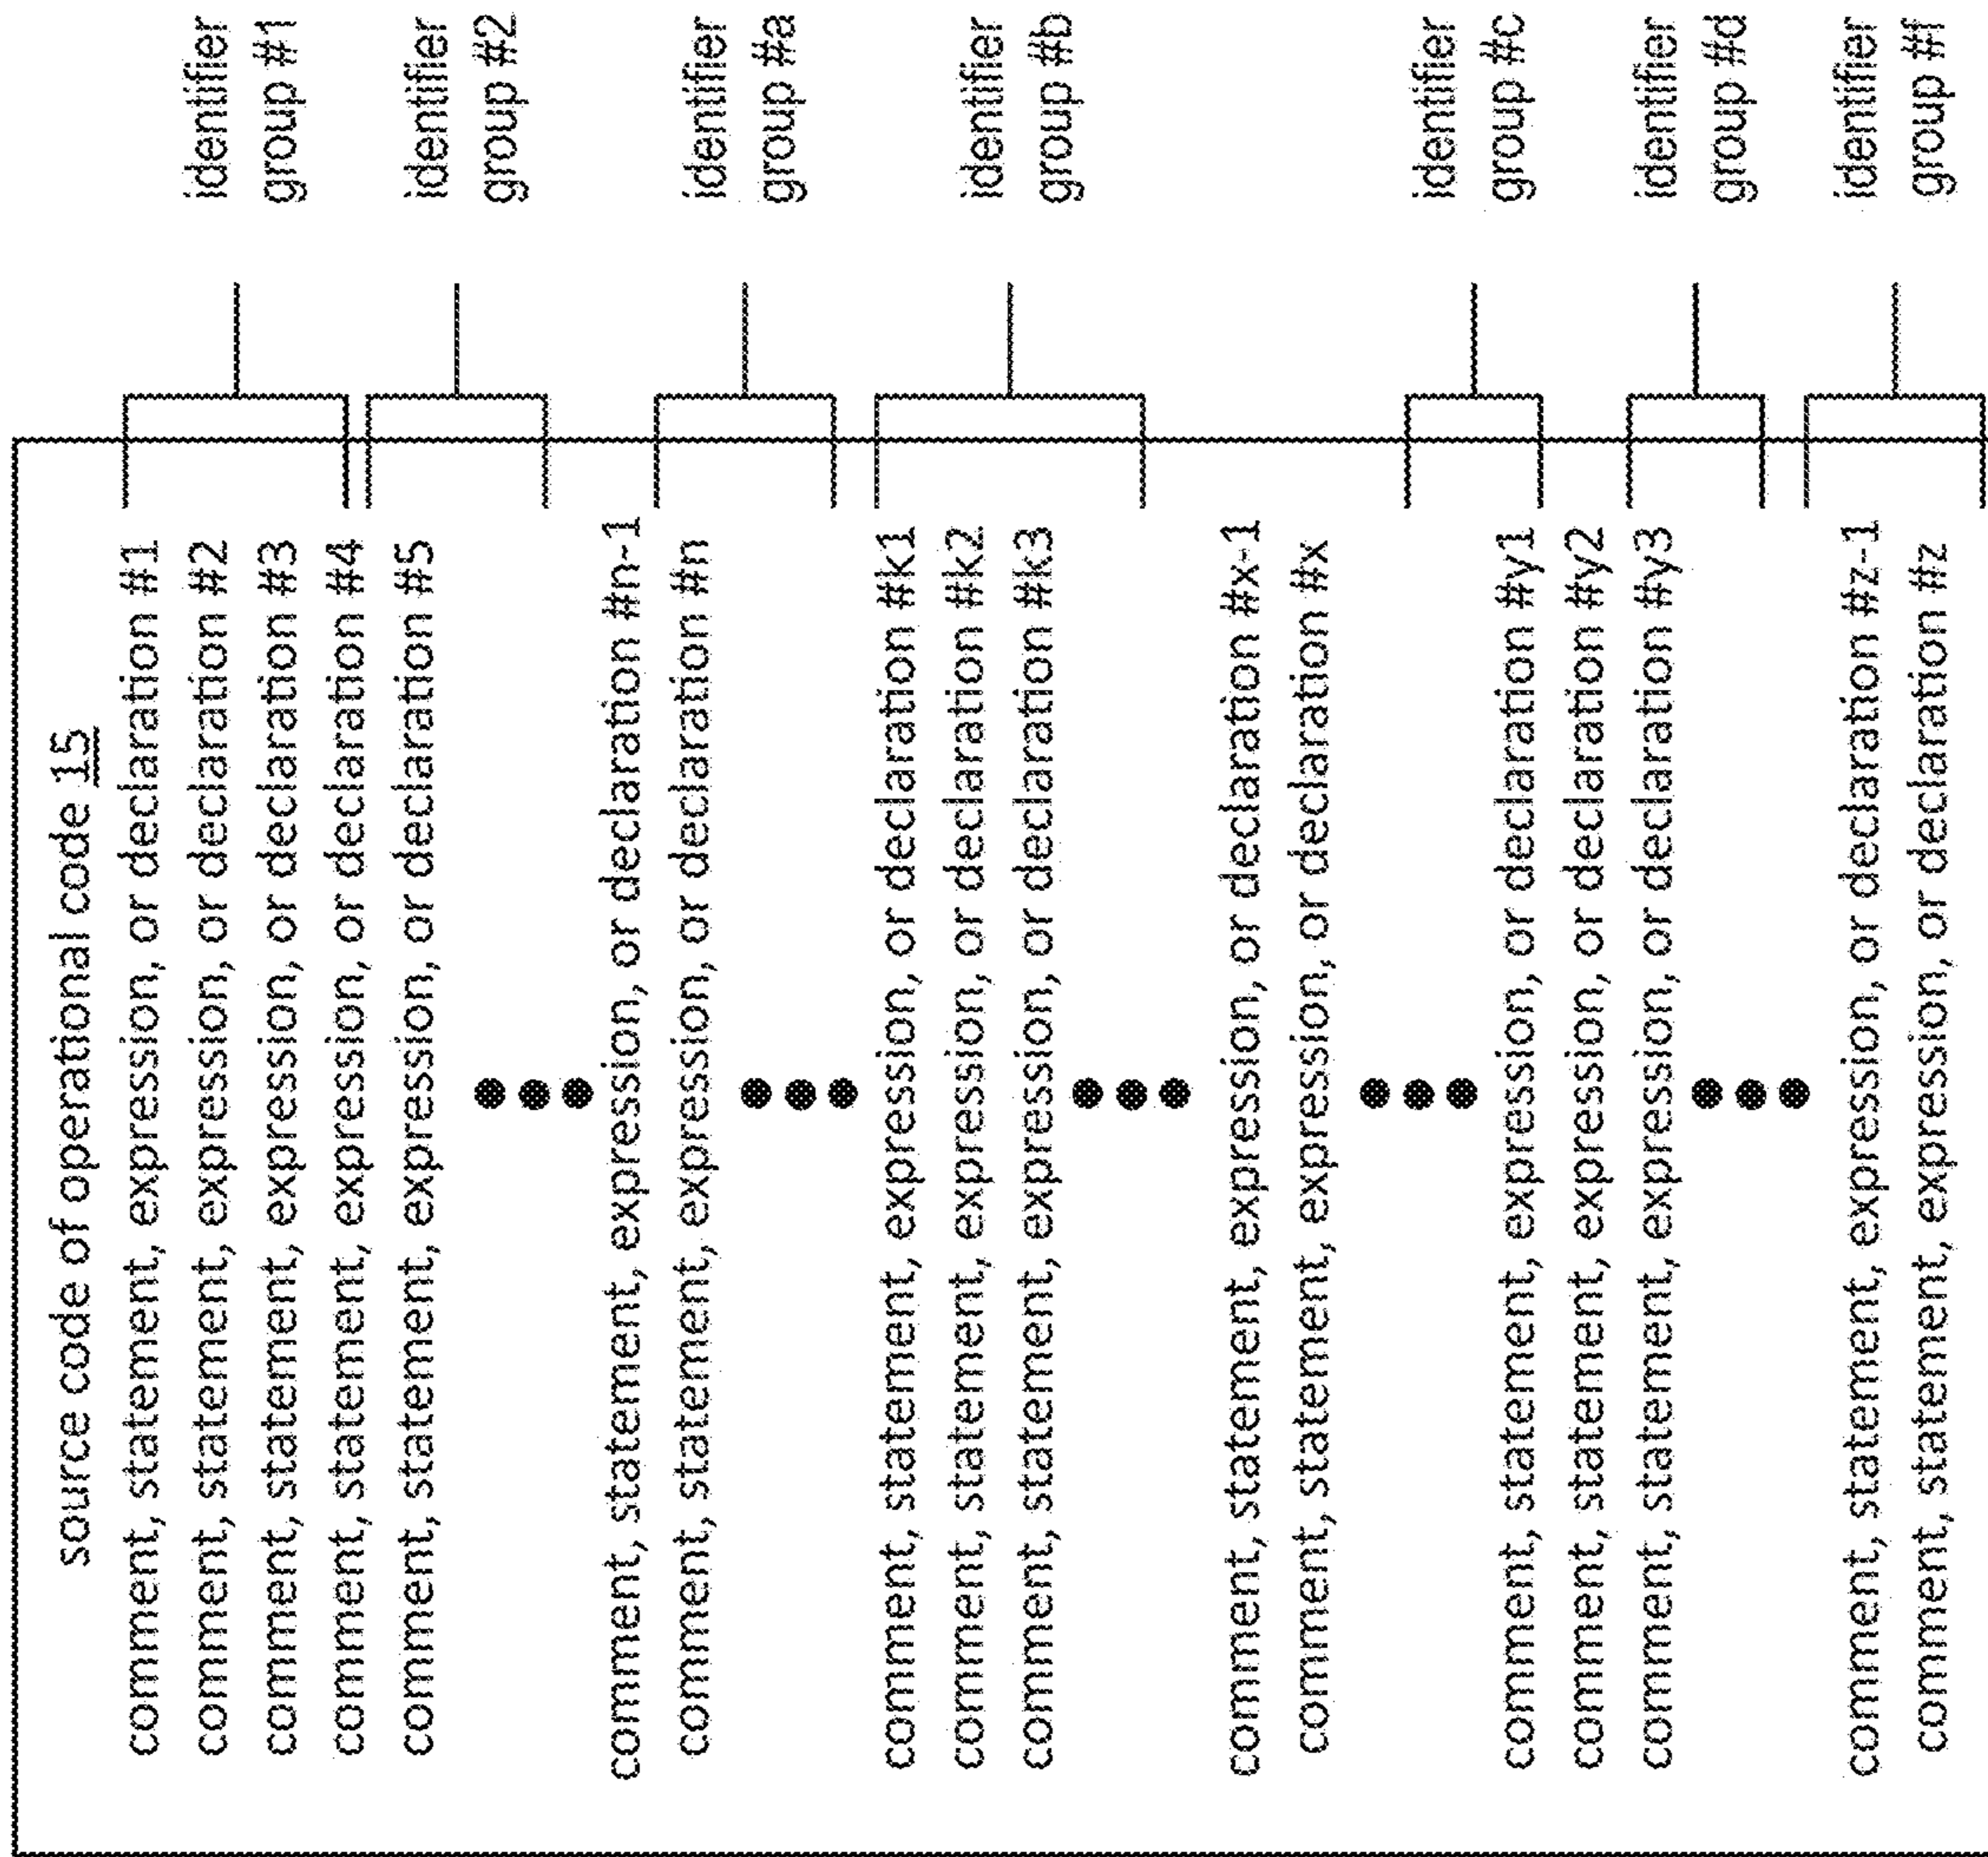 source code of operational code 15
comment, statement, expression, or declaration #1
comment, statement, expression, or declaration #2
comment, statement, expression, or declaration #3
comment, statement, expression, or declaration #4
comment, statement, expression, or declaration #5
comment, statement, expression, or declaration #n-1
comment, statement, expression, or declaration #n
comment, statement, expression, or declaration #k1
comment, statement, expression, or declaration #k2
comment, statement, expression, or declaration #k3
comment, statement, expression, or declaration #x-1
comment, statement, expression, or declaration #x
comment, statement, expression, or declaration #y1
comment, statement, expression, or declaration #y2
comment, statement, expression, or declaration #y3
comment, statement, expression, or declaration #z-1
comment, statement, expression, or declaration #z
identifier
group #1
identifier
group #2
identifier
group #a
identifier
group #b
identifier
group #c
identifier
group #d
identifier
group #f